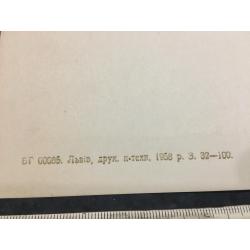 БГ 00085. Львів, друк. п-техн. 1958 р. З. 32—100.